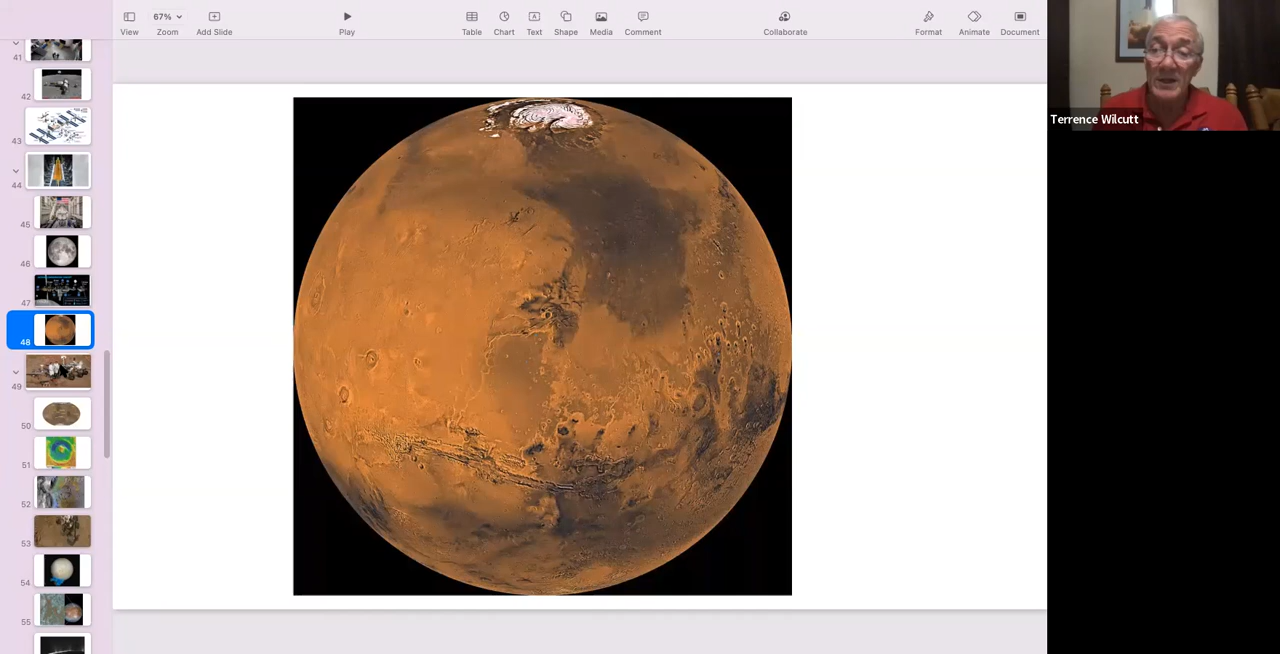 67%
View
Zoom
Add Slide
Play
Table
Chart
Text
Shape
Media
Comment
Collaborate
Format
Animate
Document
41
42
43
44
45
46
47
48
49
50
51
52
53
54
55
Terrence Wilcutt